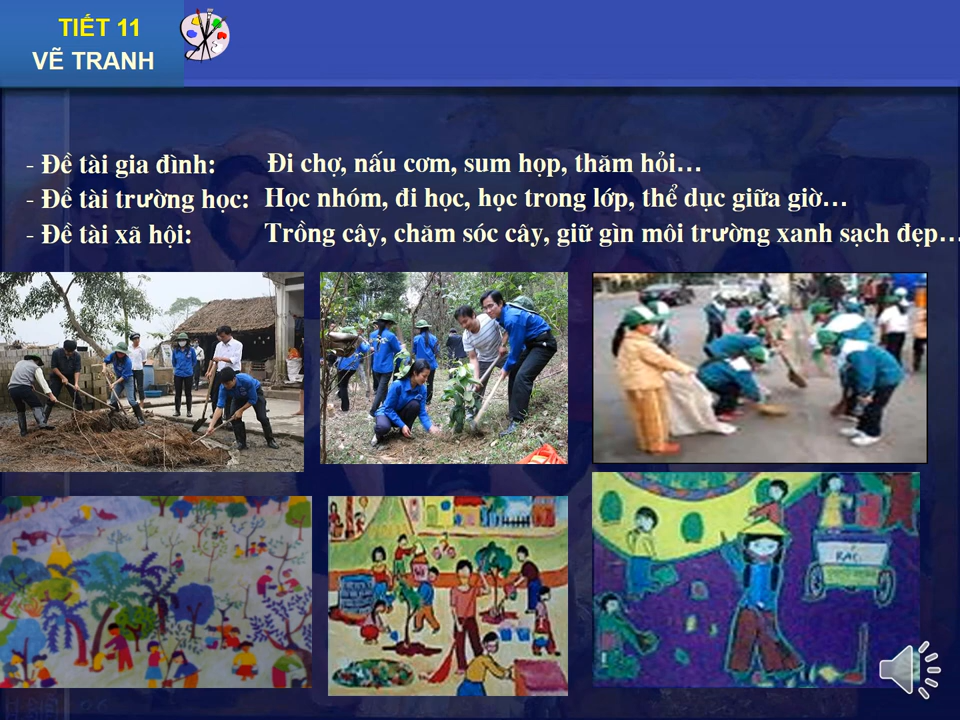 TIẾT 11
VẼ TRANH
- Đề tài gia đình: Đi chợ, nấu cơm, sum họp, thăm hỏi...
- Đề tài trường học: Học nhóm, đi học, học trong lớp, thể dục giữa giờ...
- Đề tài xã hội: Trồng cây, chăm sóc cây, giữ gìn môi trường xanh sạch đẹp...
RAC